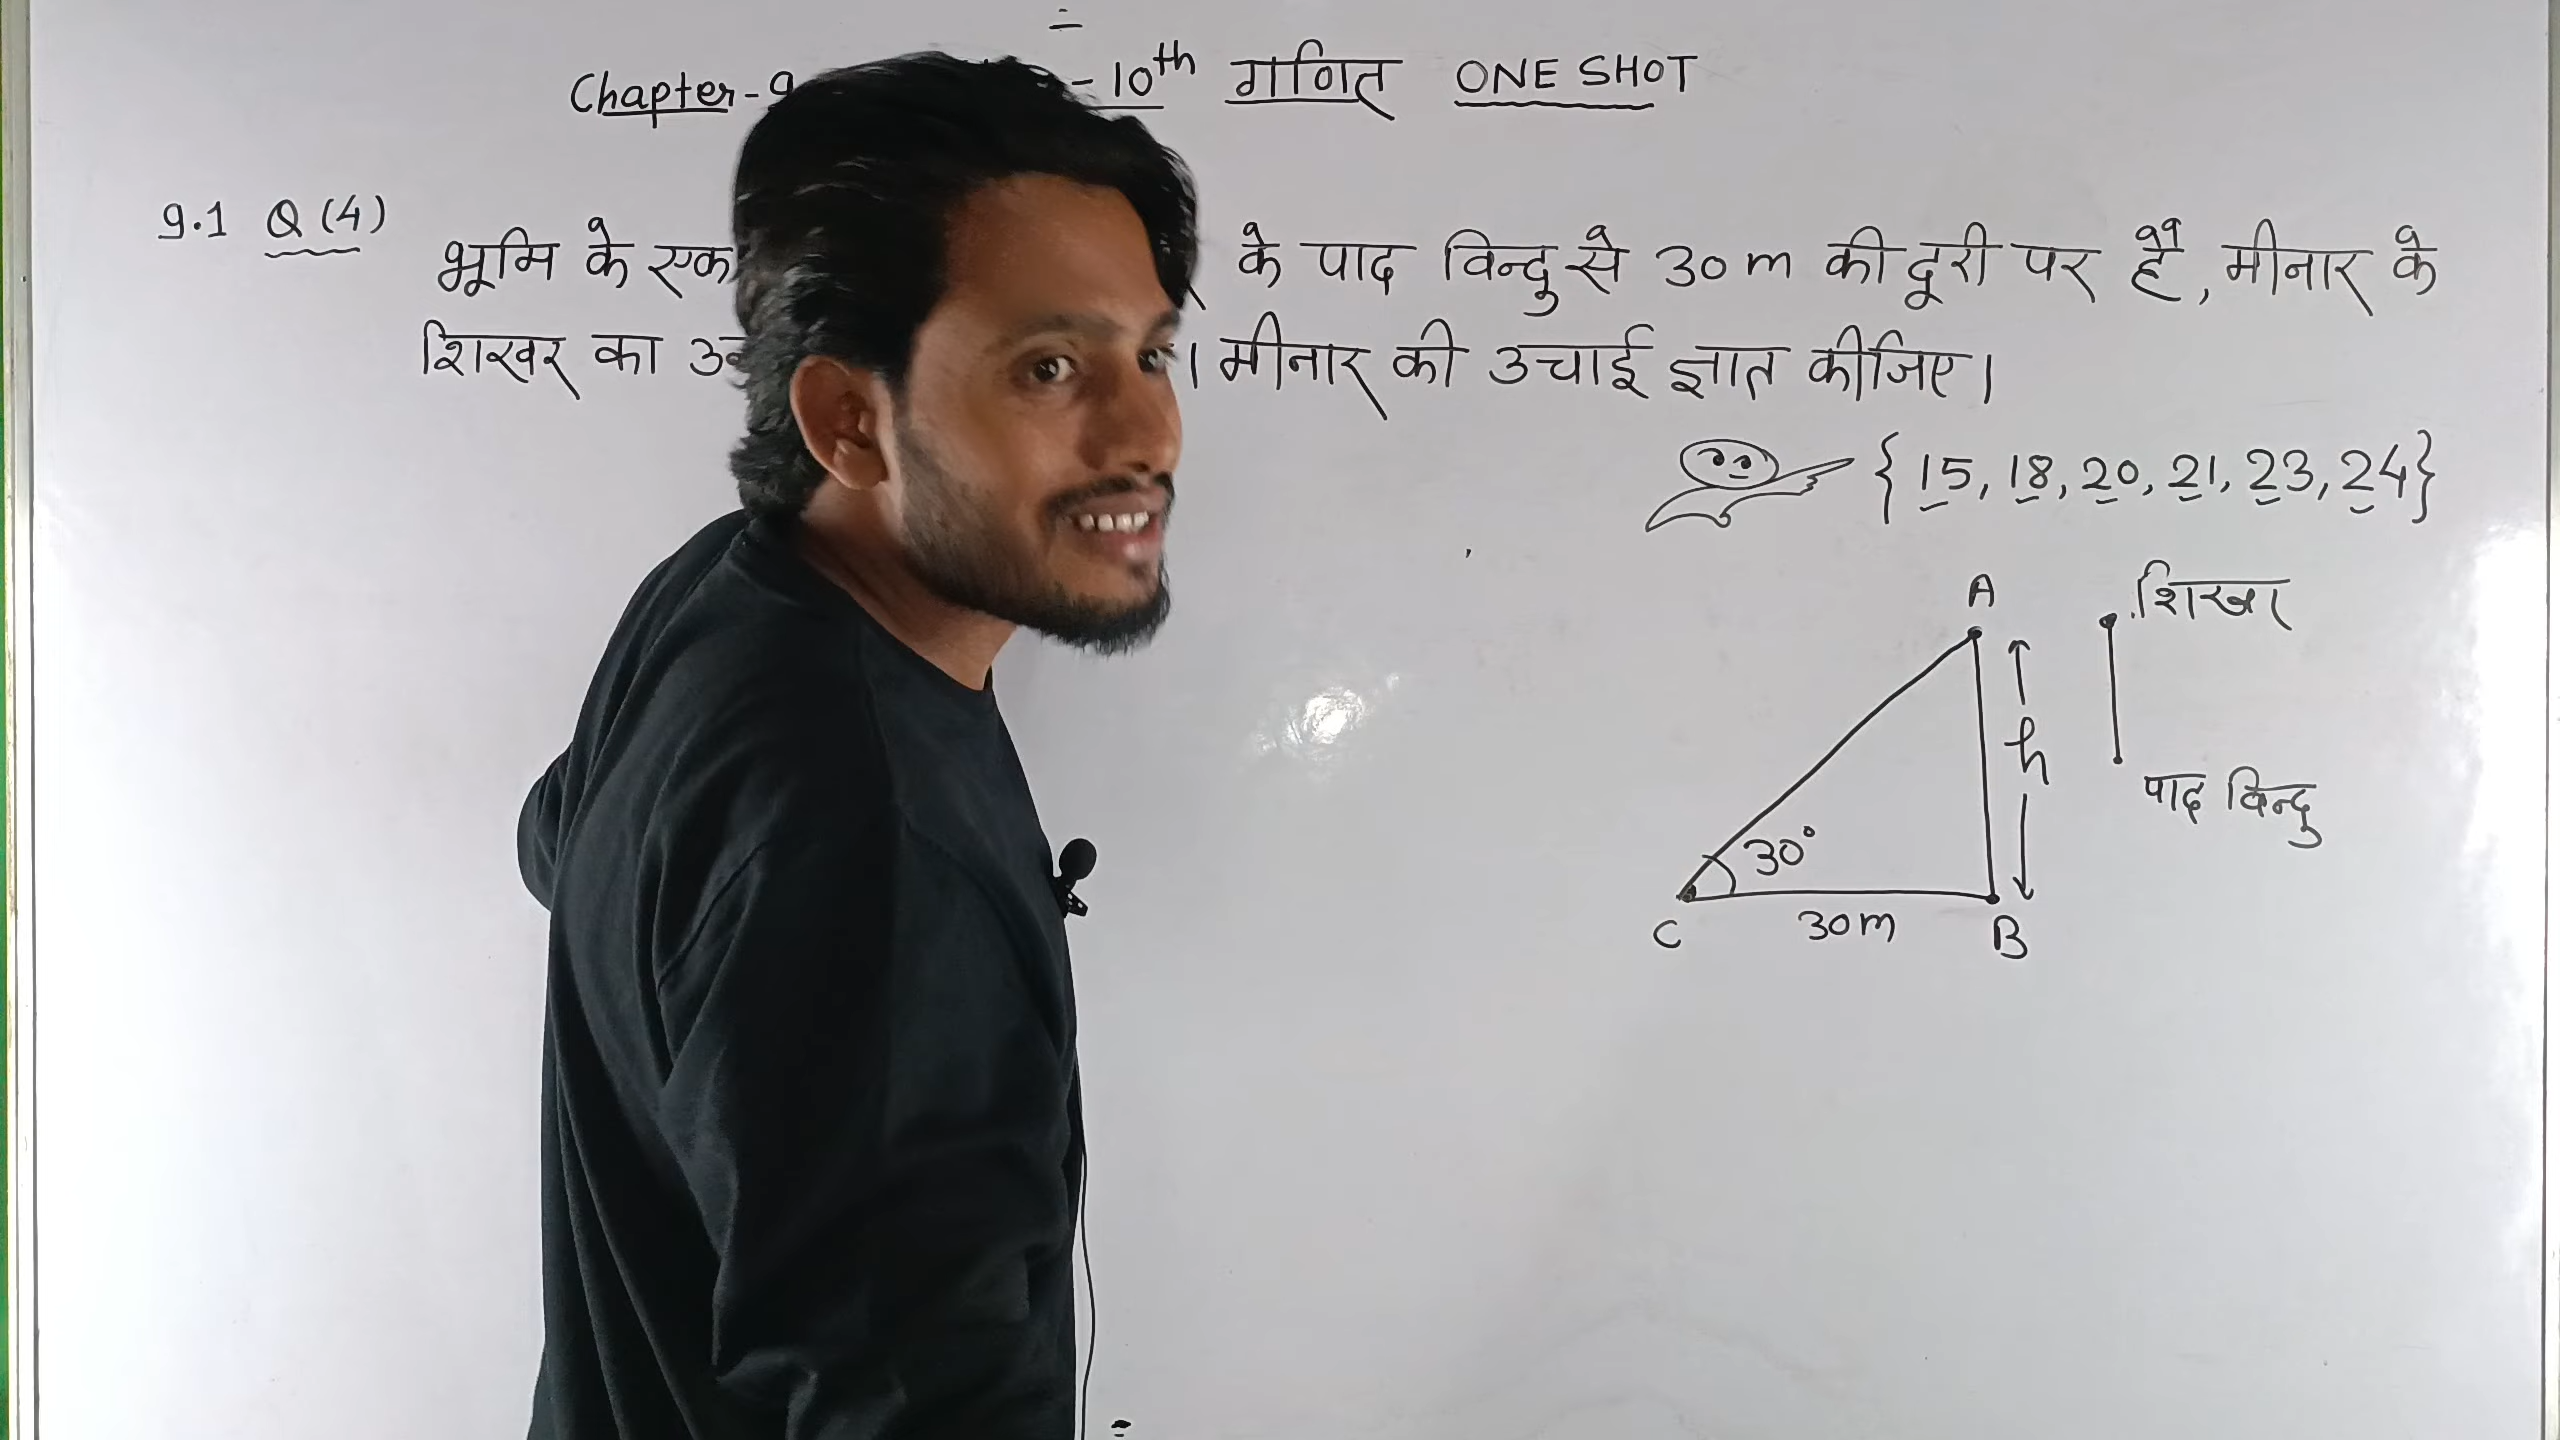 Chapter-9 - 10th गणित ONE SHOT
9.1 Q (4)
भूमि के एक के पाद विन्दु से 30 m की दूरी पर हैं, मीनार के
शिखर का । मीनार की उचाई ज्ञात कीजिए।
{15, 18, 20, 21, 23, 24}
A
शिखर
h
पाद विन्दु
30°
C 30m B